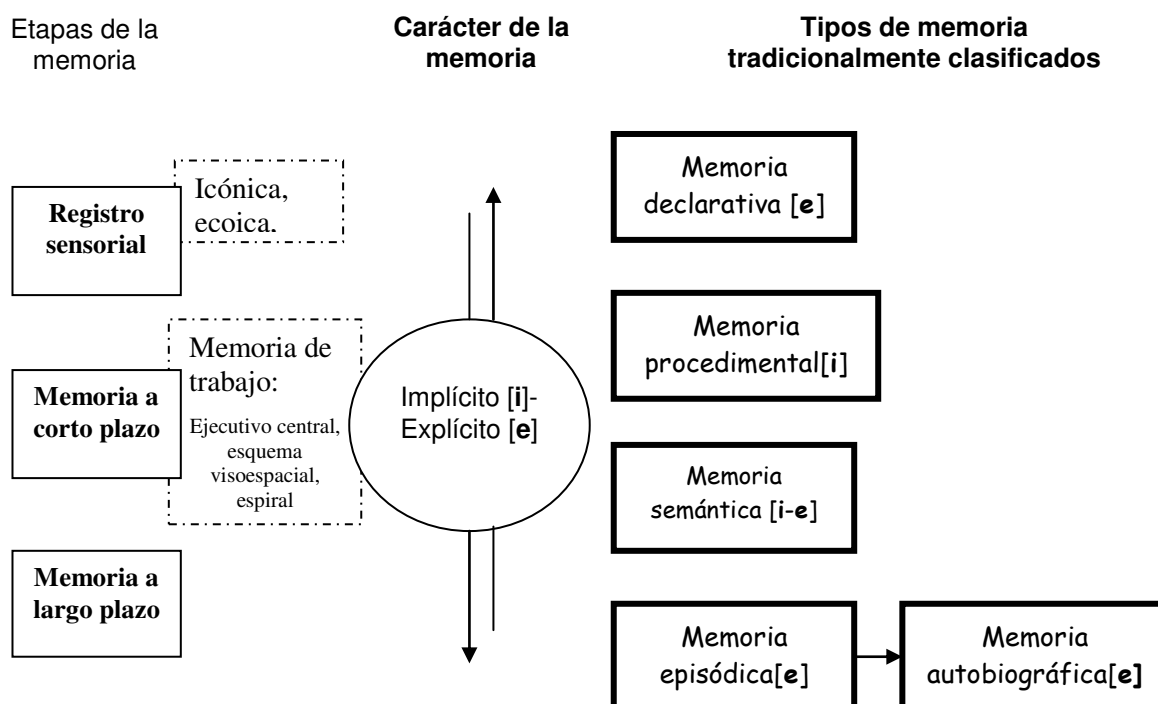 Etapas de la
memoria
Carácter de la
memoria
Tipos de memoria
tradicionalmente clasificados
Registro
sensorial
Icónica,
ecoica.
Memoria a
corto plazo
Memoria de
trabajo:
Ejecutivo central,
esquema
visoespacial,
espiral
Memoria a
largo plazo
Implícito [i]-
Explícito [e]
Memoria
declarativa [e]
Memoria
procedimental[i]
Memoria
semántica [i-e]
Memoria
episódica[e]
Memoria
autobiográfica[e]